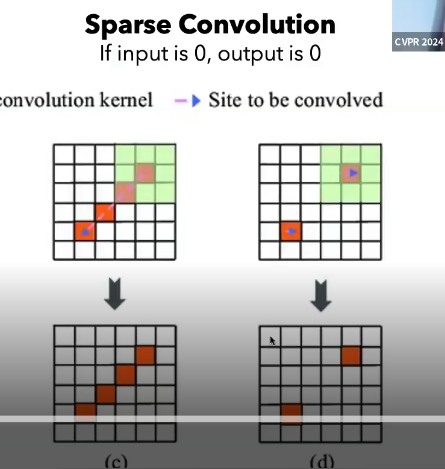 Sparse Convolution
If input is 0, output is 0
CVPR 2024
convolution kernel Site to be convolved
(c) (d)